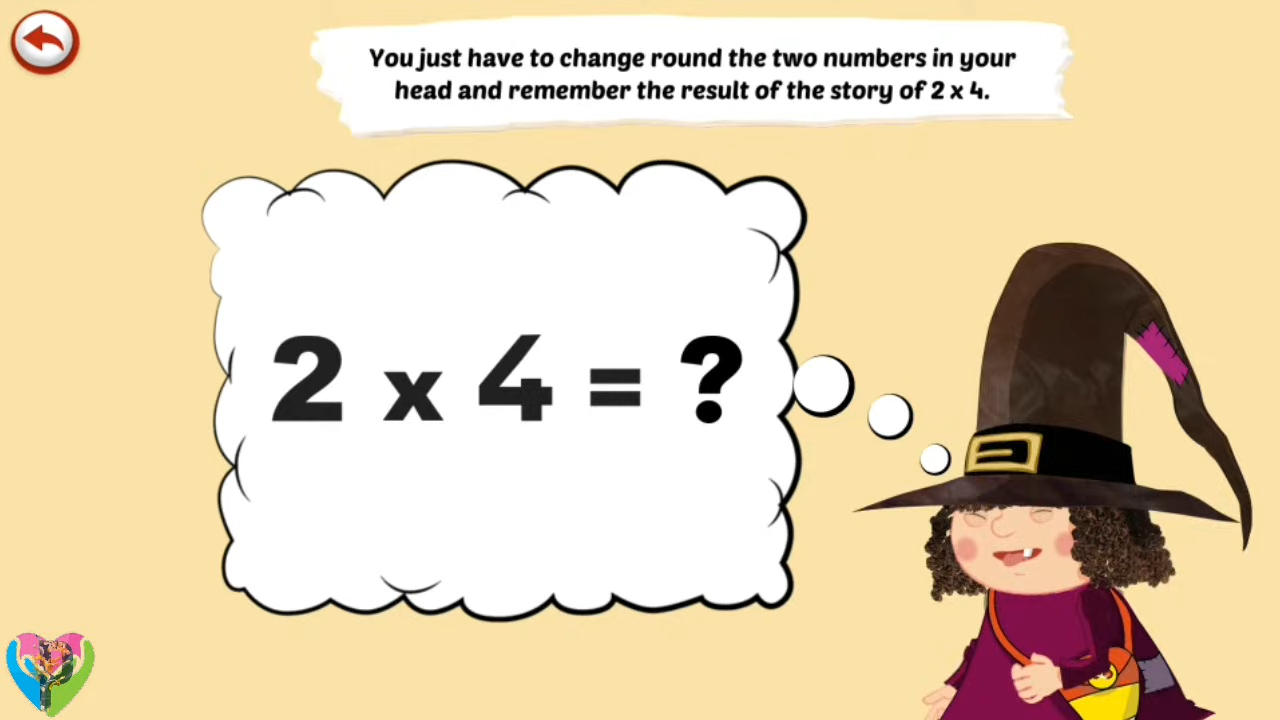 You just have to change round the two numbers in your
head and remember the result of the story of 2 x 4.
2 x 4 = ?